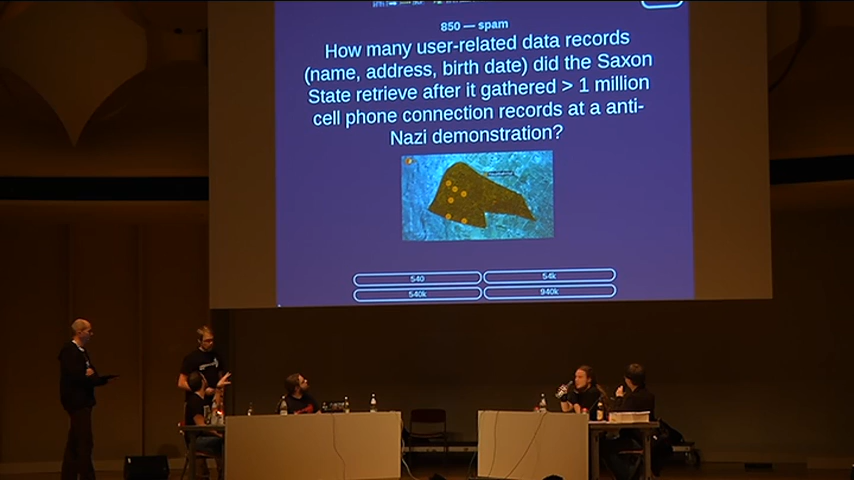 850 — spam
How many user-related data records
(name, address, birth date) did the Saxon
State retrieve after it gathered > 1 million
cell phone connection records at a anti-
Nazi demonstration?
540
54k
540k
940k